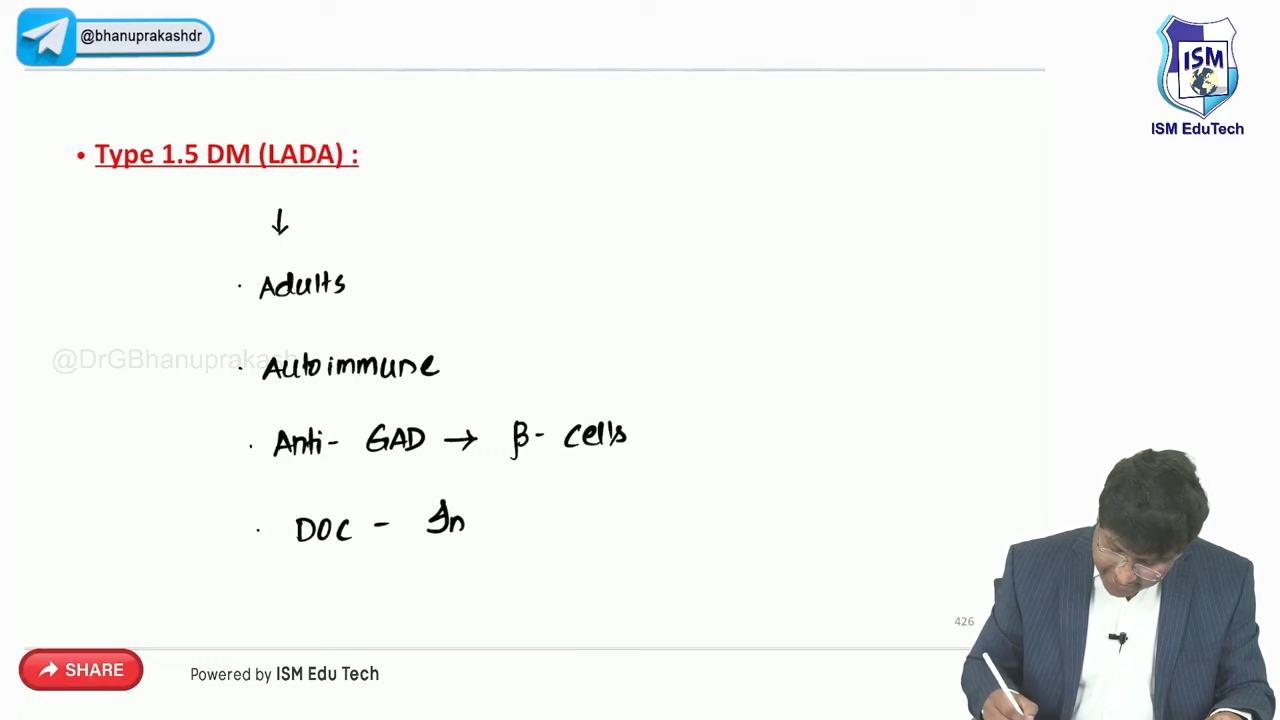 @bhanuprakashdr
ISM
ISM EduTech
• Type 1.5 DM (LADA) :
↓
· Adults
@DrGBhanuprakash
· Autoimmune
· Anti- GAD → β- cells
· DOC - In
426
SHARE
Powered by ISM Edu Tech